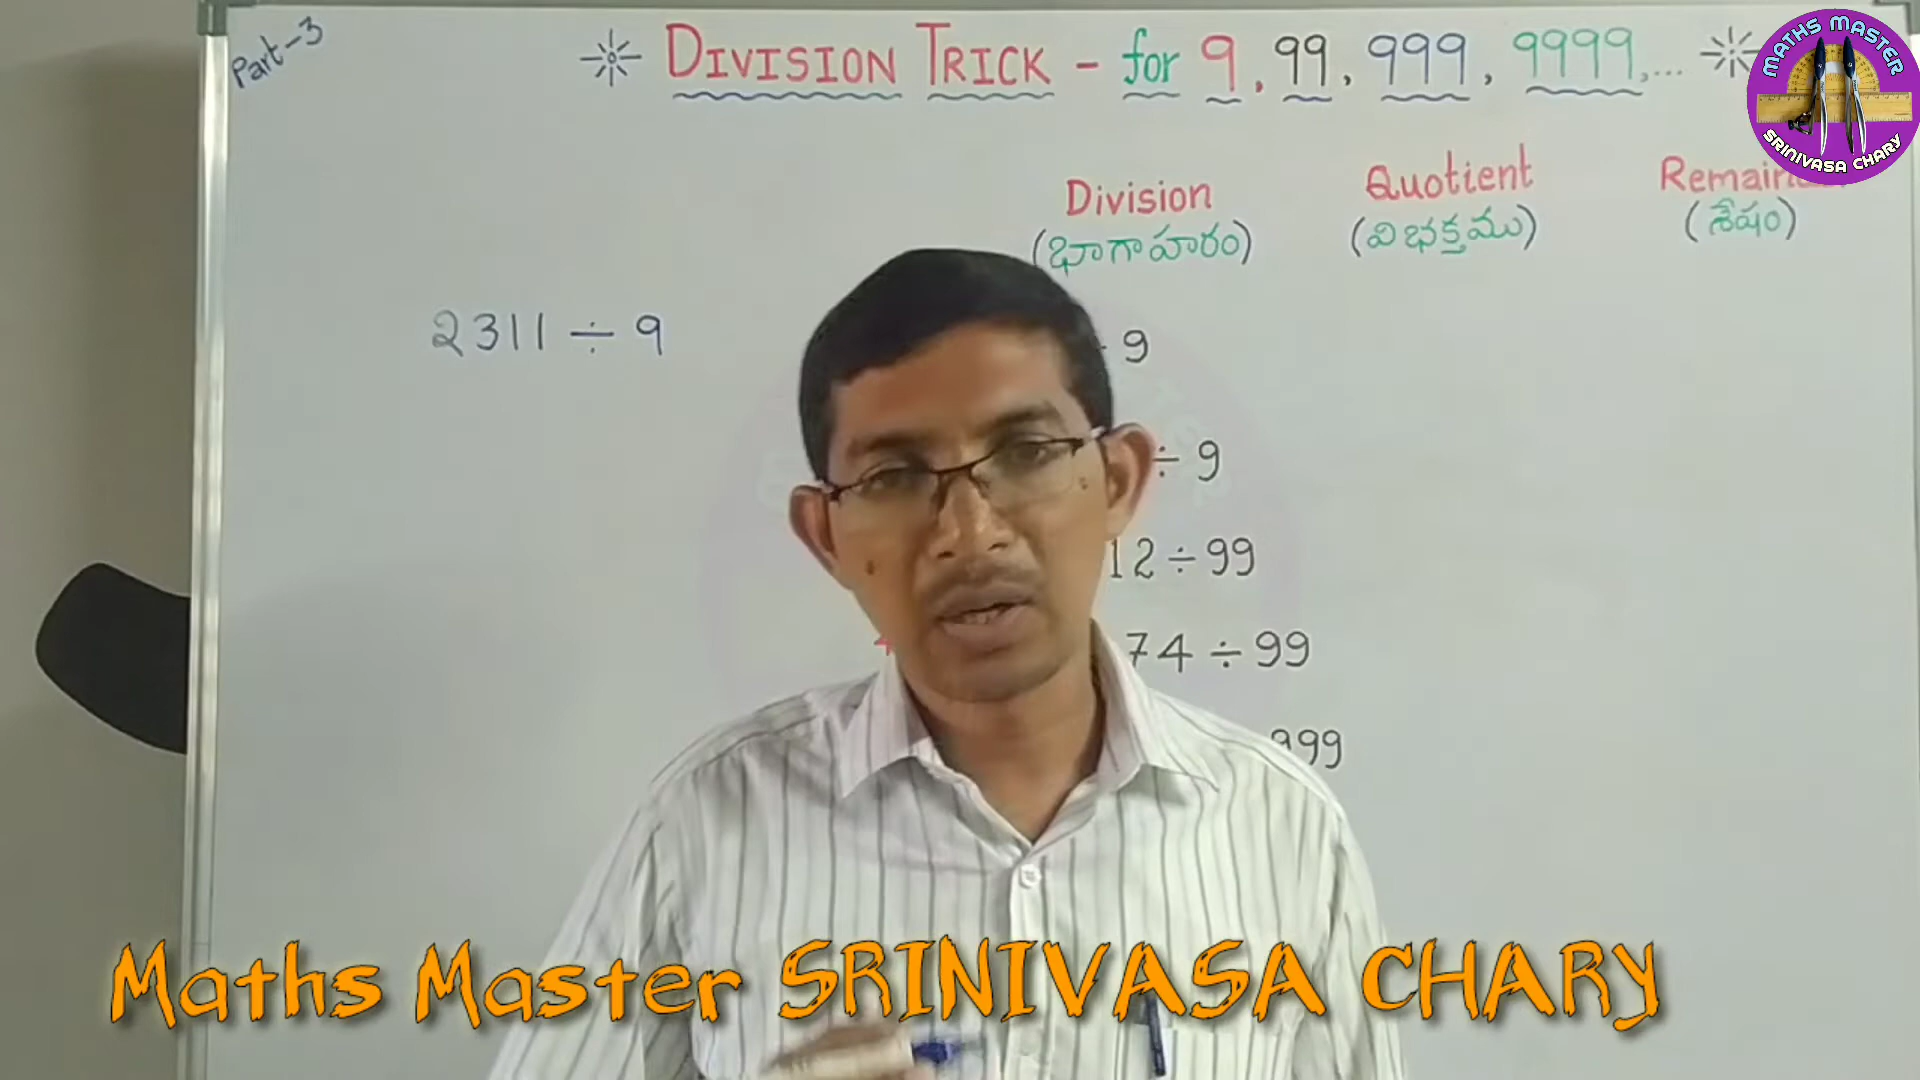 Part-3
DIVISION TRICK - for 9, 99, 999, 9999, ...
MATHS MASTER
SRINIVASA CHARY
Division Quotient
(భాగాహారం) (విభక్తము) (శేషం)
2311 ÷ 9
9
÷ 9
12 ÷ 99
74 ÷ 99
999
Maths Master SRINIVASA CHARY